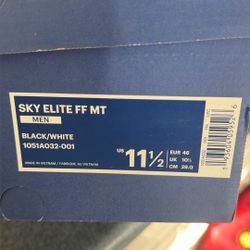 SKY ELITE FF MT
MEN
BLACK/WHITE
1051A032-001
US 11½
EUR 46
UK 10½
CM 29.0
MADE IN VIETNAM / FABRIQUÉ AU VIETNAM